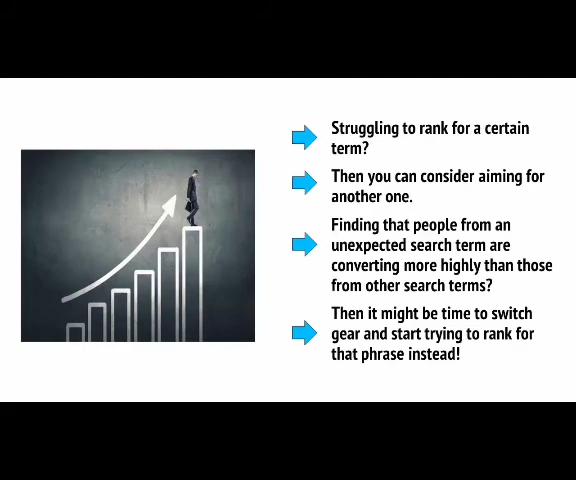 Struggling to rank for a certain
term?
Then you can consider aiming for
another one.
Finding that people from an
unexpected search term are
converting more highly than those
from other search terms?
Then it might be time to switch
gear and start trying to rank for
that phrase instead!